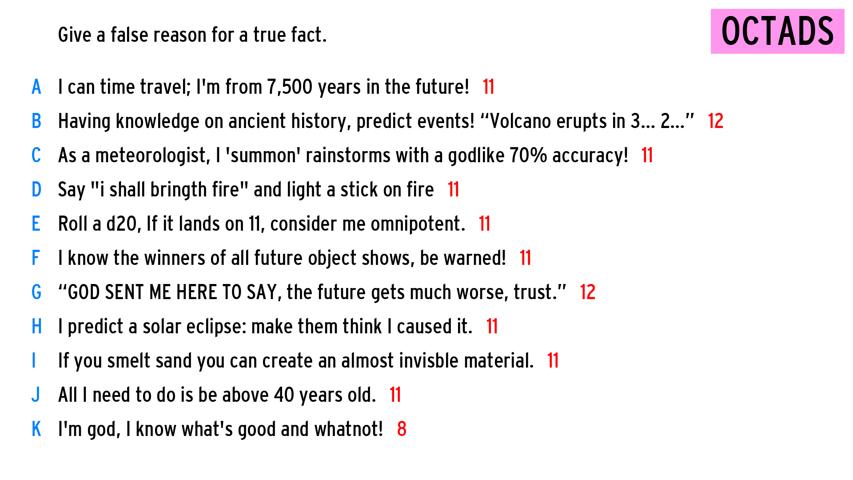 Give a false reason for a true fact.
OCTADS
A I can time travel; I'm from 7,500 years in the future! 11
B Having knowledge on ancient history, predict events! “Volcano erupts in 3... 2...” 12
C As a meteorologist, I 'summon' rainstorms with a godlike 70% accuracy! 11
D Say "i shall bringth fire" and light a stick on fire 11
E Roll a d20, If it lands on 11, consider me omnipotent. 11
F I know the winners of all future object shows, be warned! 11
G “GOD SENT ME HERE TO SAY, the future gets much worse, trust.” 12
H I predict a solar eclipse: make them think I caused it. 11
I If you smelt sand you can create an almost invisble material. 11
J All I need to do is be above 40 years old. 11
K I'm god, I know what's good and whatnot! 8